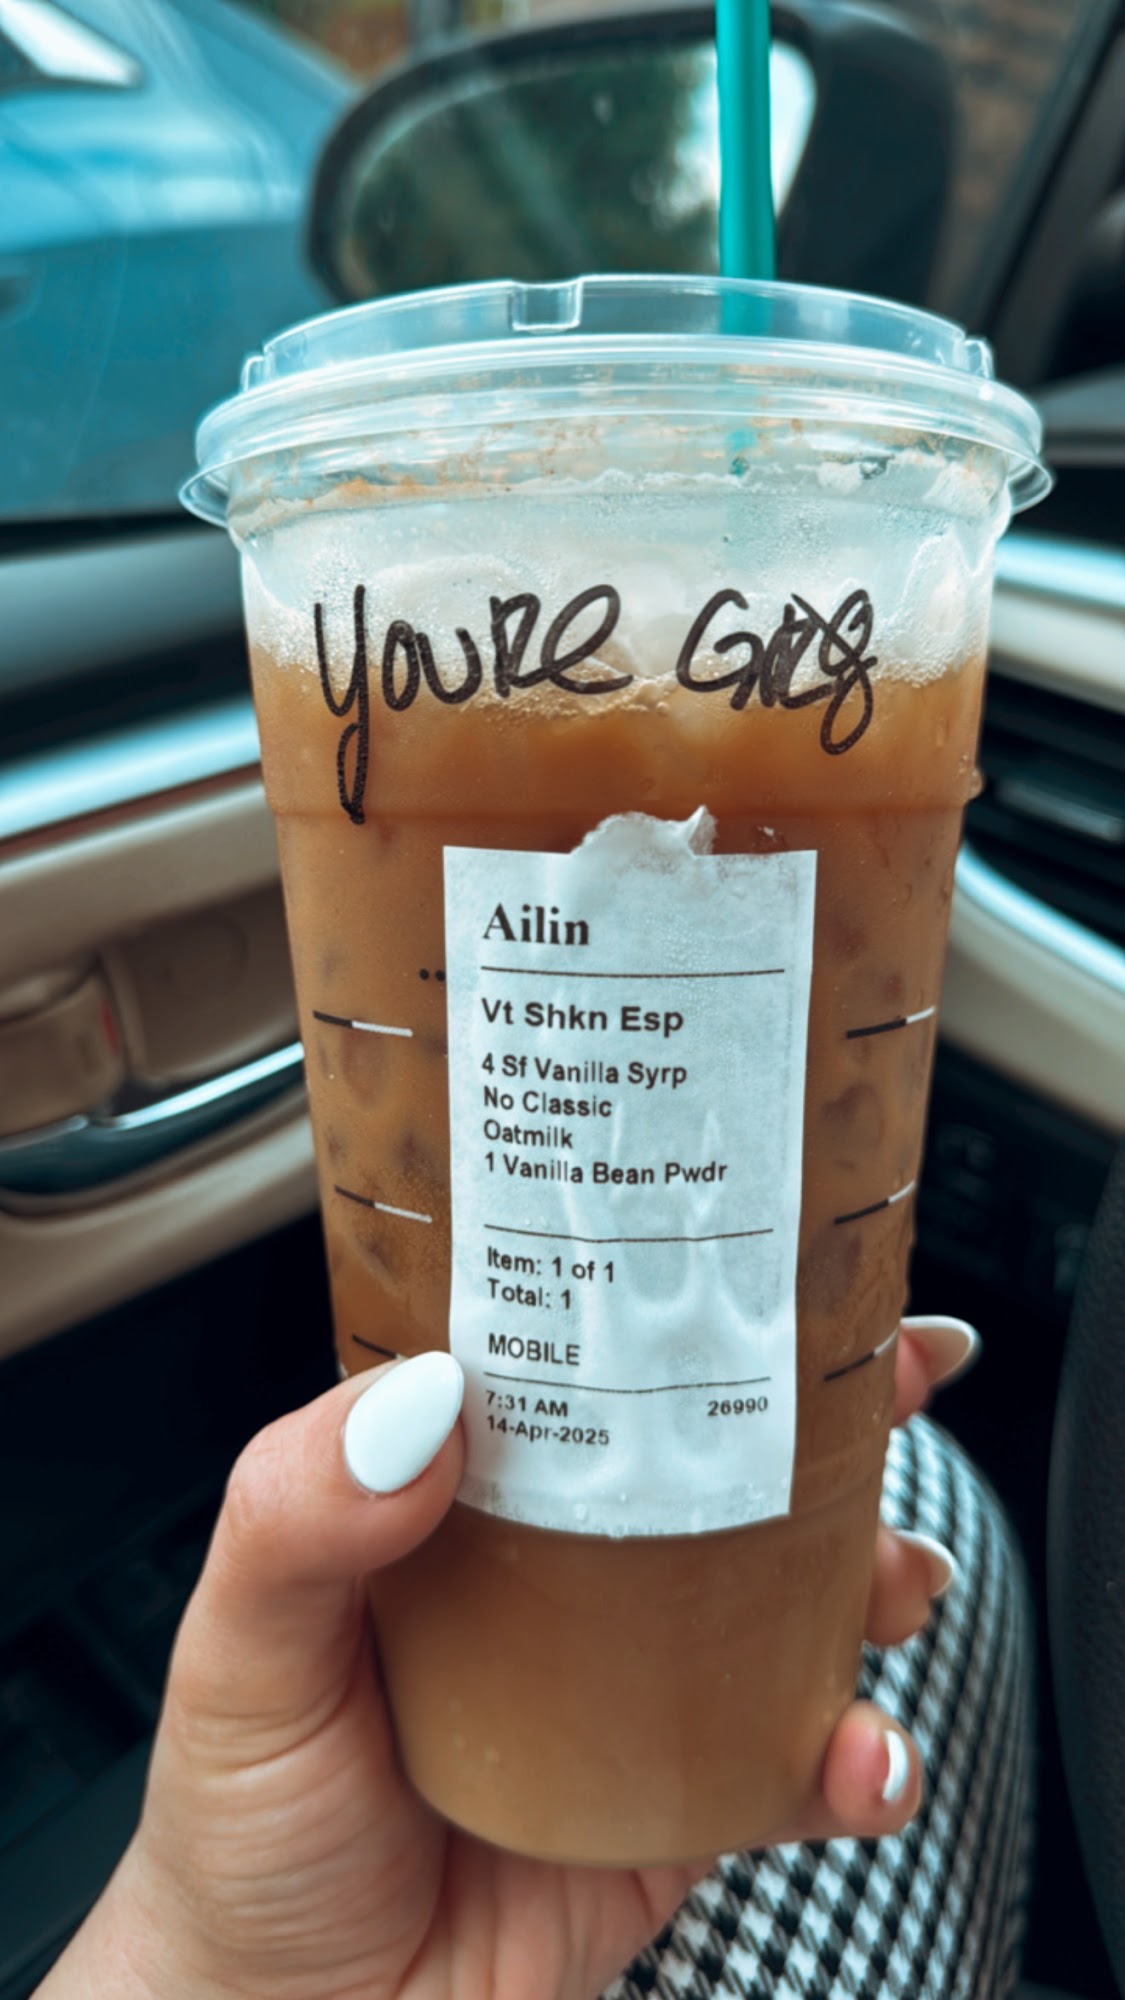 YOURE
Ailin
Vt Shkn Esp
4 Sf Vanilla Syrp
No Classic
Oatmilk
1 Vanilla Bean Pwdr
Item: 1 of 1
Total: 1
MOBILE
7:31 AM 26990
14-Apr-2025